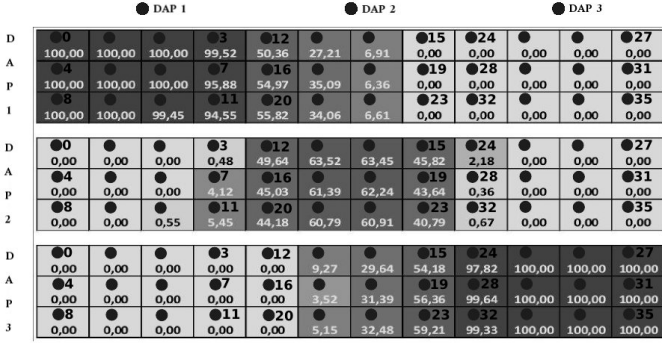 DAP 1 DAP 2 DAP 3
D 0 3 12 15 24 27
100,00 100,00 100,00 99,52 50,36 27,21 6,91 0,00 0,00 0,00 0,00 0,00
A 4 7 16 19 28 31
P 100,00 100,00 100,00 95,88 54,97 35,09 6,36 0,00 0,00 0,00 0,00 0,00
8 11 20 23 32 35
1 100,00 100,00 99,45 94,55 55,82 34,06 6,61 0,00 0,00 0,00 0,00 0,00
D 0 3 12 15 24 27
0,00 0,00 0,00 0,48 49,64 63,52 63,45 45,82 2,18 0,00 0,00 0,00
A 4 7 16 19 28 31
P 0,00 0,00 0,00 4,12 45,03 61,39 62,24 43,64 0,36 0,00 0,00 0,00
8 11 20 23 32 35
2 0,00 0,00 0,55 5,45 44,18 60,79 60,91 40,79 0,67 0,00 0,00 0,00
D 0 3 12 15 24 27
0,00 0,00 0,00 0,00 0,00 9,27 29,64 54,18 97,82 100,00 100,00 100,00
A 4 7 16 19 28 31
P 0,00 0,00 0,00 0,00 0,00 3,52 31,39 56,36 99,64 100,00 100,00 100,00
8 11 20 23 32 35
3 0,00 0,00 0,00 0,00 0,00 5,15 32,48 59,21 99,33 100,00 100,00 100,00